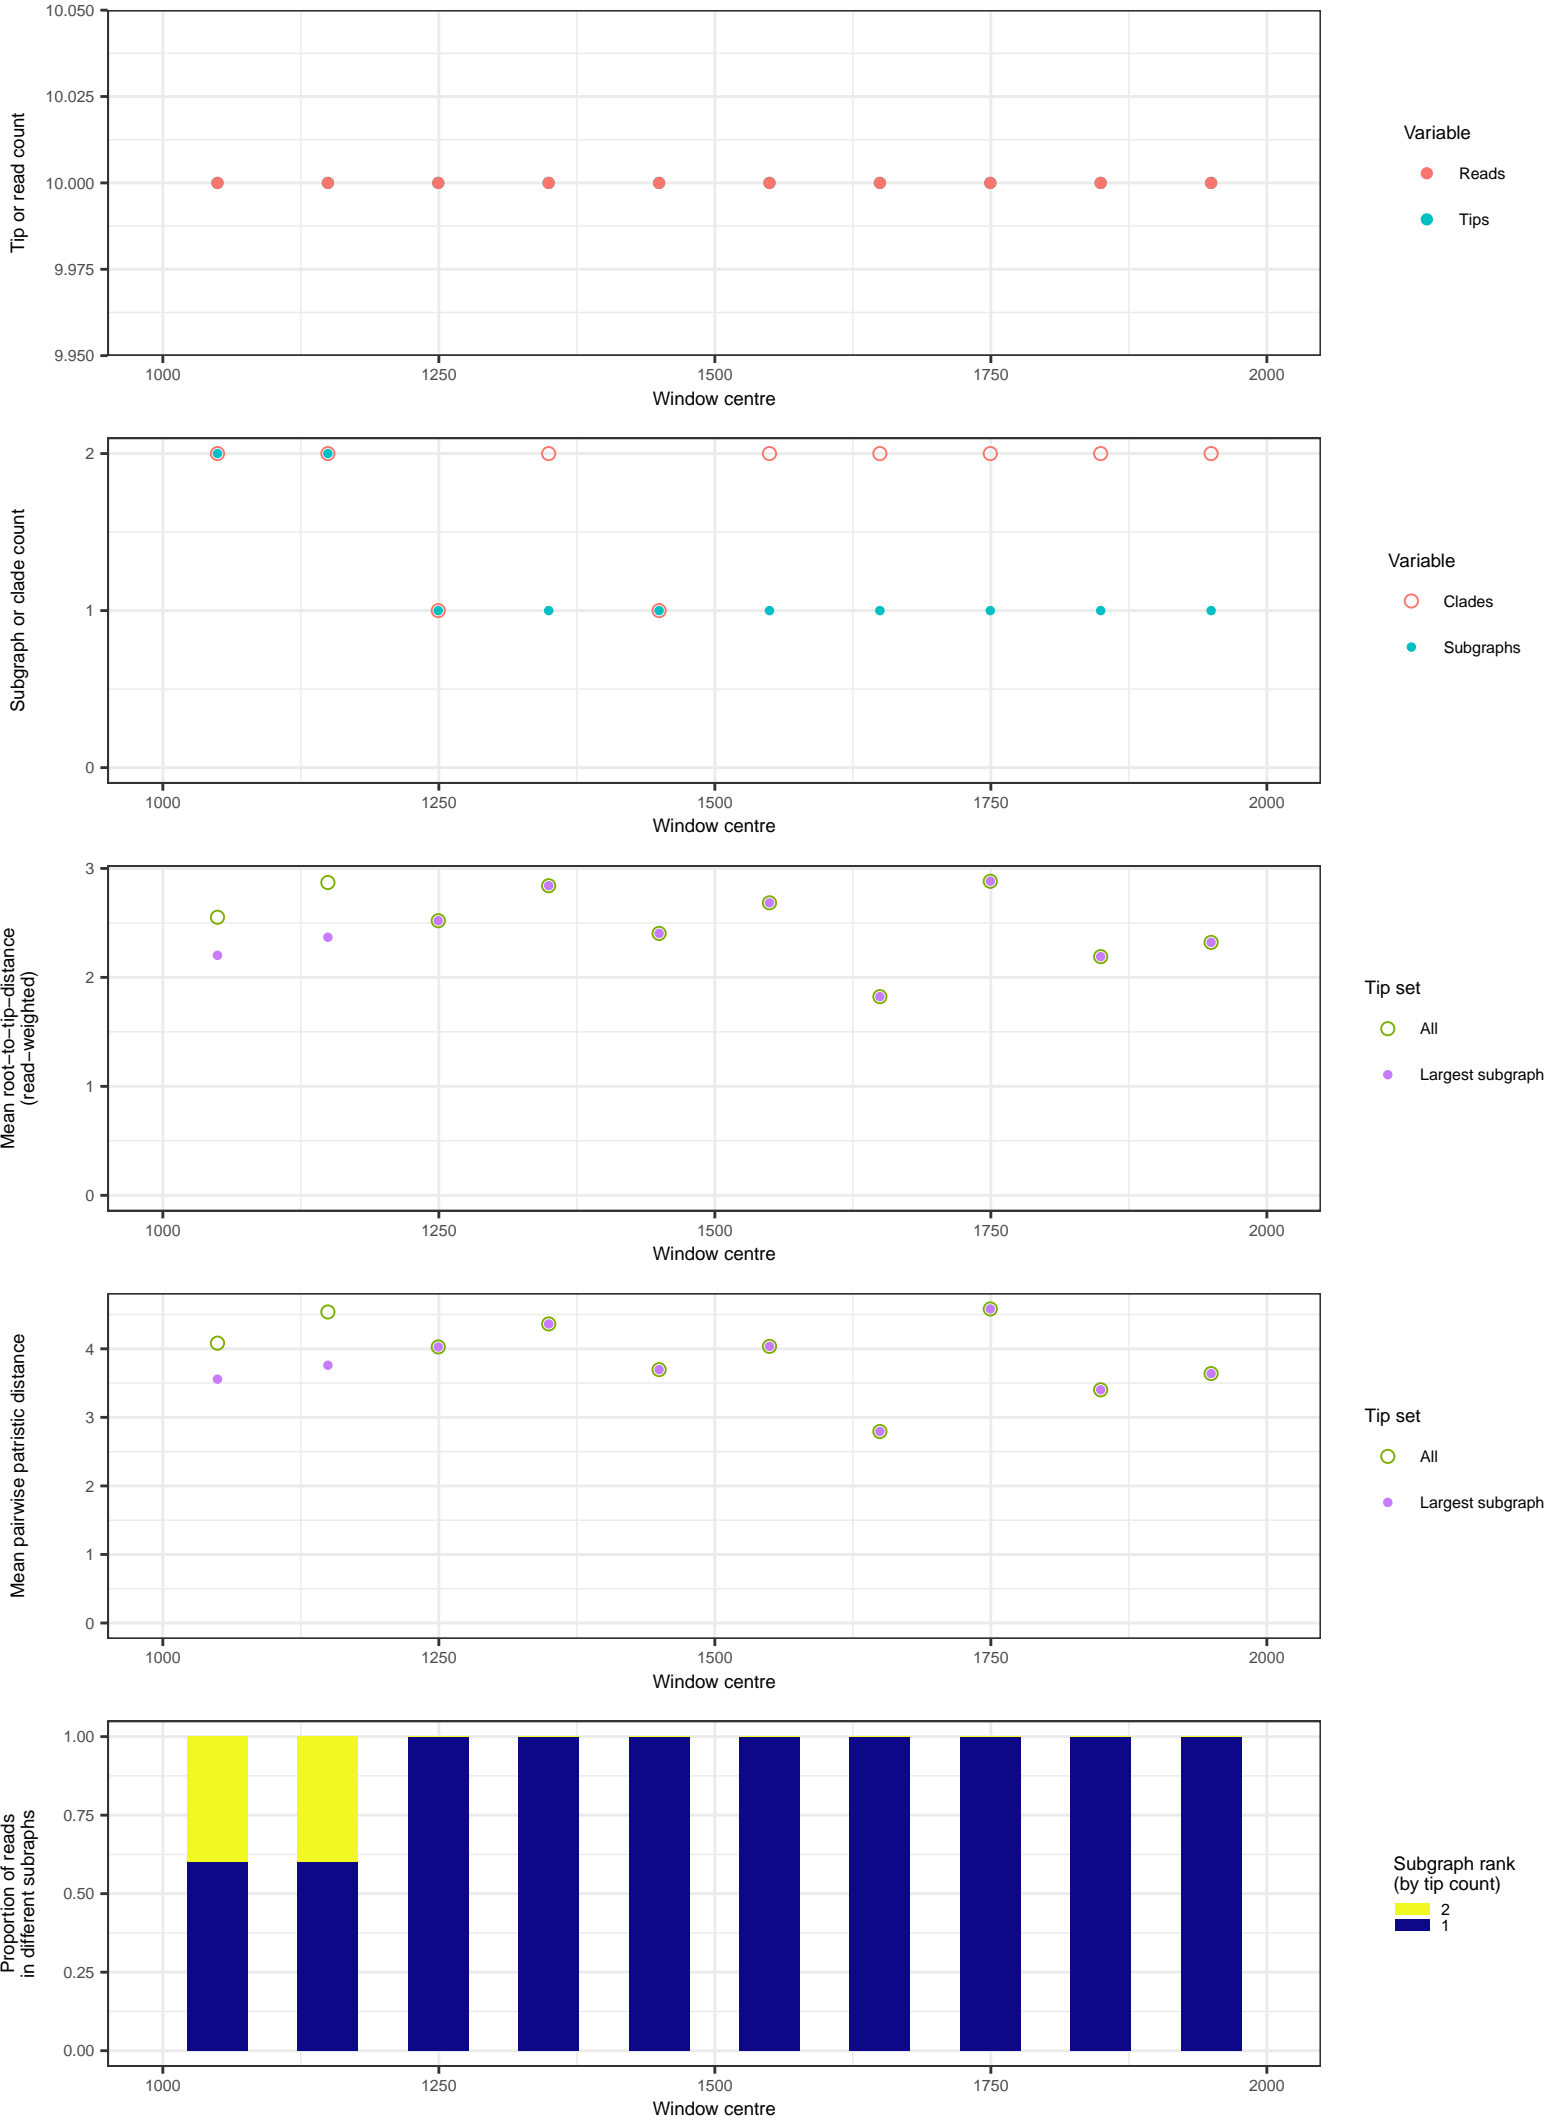 10.050
10.025
10.000
9.975
9.950
Tip or read count
1000
1250
1500
1750
2000
Window centre
Variable
Reads
Tips
2
1
0
Subgraph or clade count
1000
1250
1500
1750
2000
Window centre
Variable
Clades
Subgraphs
3
2
1
0
Mean root−to−tip−distance
(read−weighted)
1000
1250
1500
1750
2000
Window centre
Tip set
All
Largest subgraph
4
3
2
1
0
Mean pairwise patristic distance
1000
1250
1500
1750
2000
Window centre
Tip set
All
Largest subgraph
1.00
0.75
0.50
0.25
0.00
Proportion of reads
in different subraphs
1000
1250
1500
1750
2000
Window centre
Subgraph rank
(by tip count)
2
1